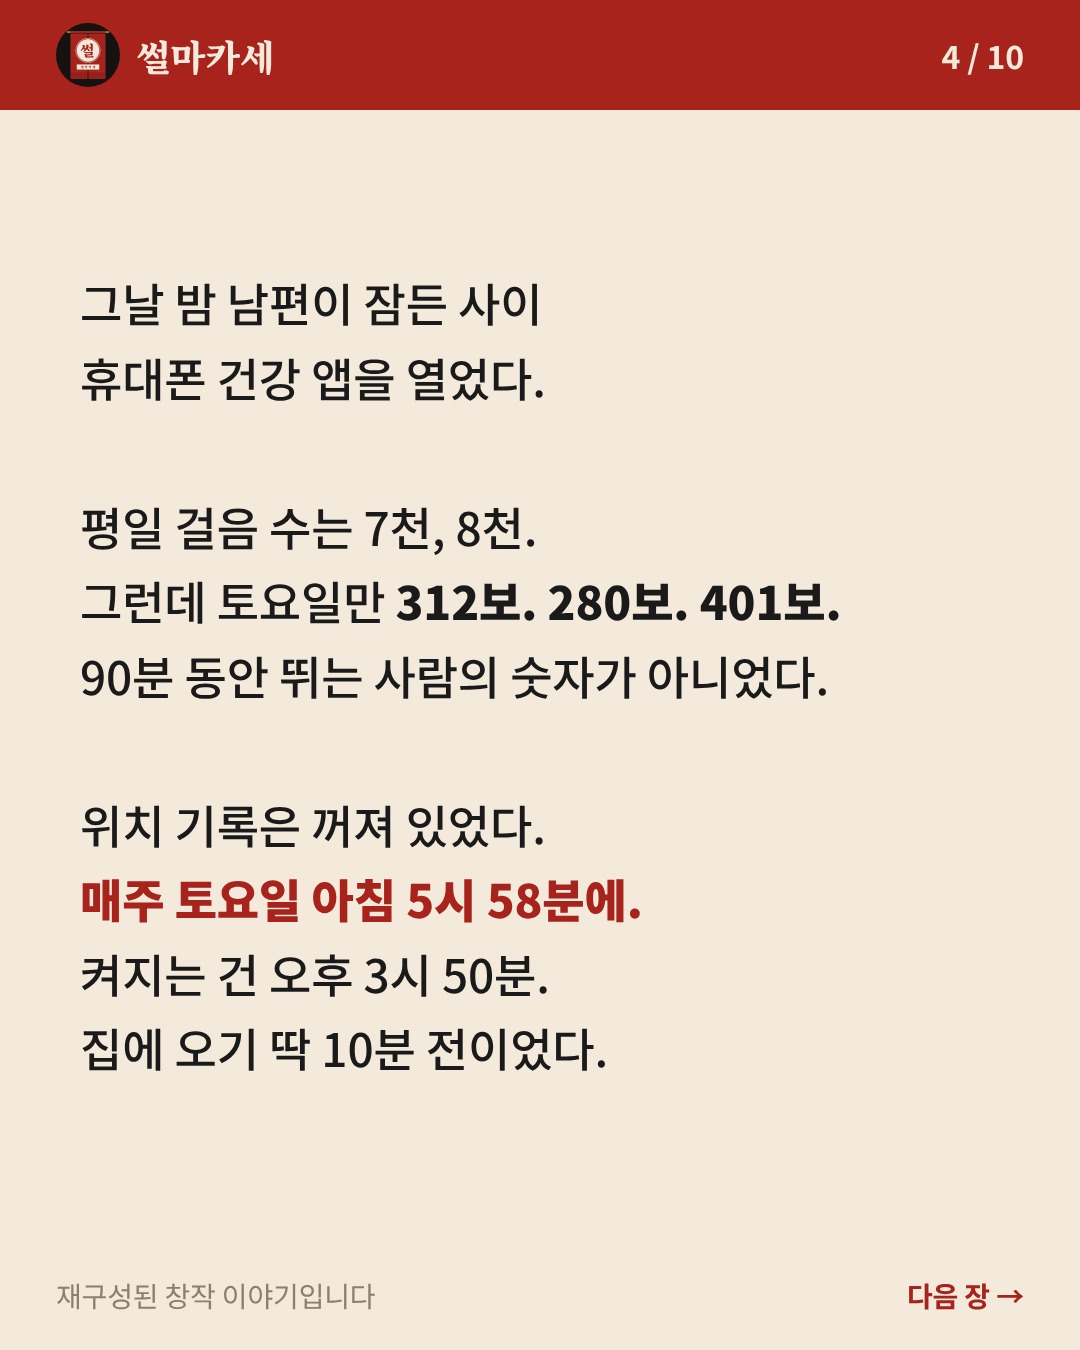 썰
썰마카세
4 / 10
그날 밤 남편이 잠든 사이
휴대폰 건강 앱을 열었다.
평일 걸음 수는 7천, 8천.
그런데 토요일만 312보. 280보. 401보.
90분 동안 뛰는 사람의 숫자가 아니었다.
위치 기록은 꺼져 있었다.
매주 토요일 아침 5시 58분에.
켜지는 건 오후 3시 50분.
집에 오기 딱 10분 전이었다.
재구성된 창작 이야기입니다
다음 장 →